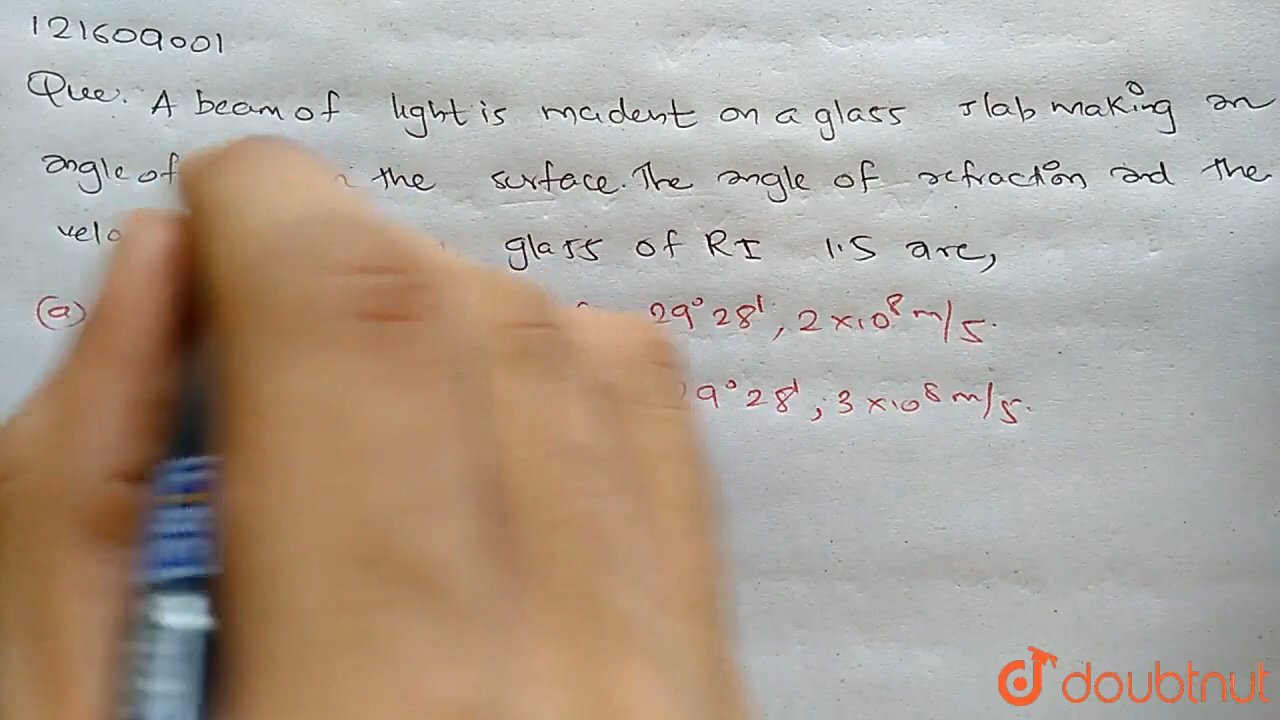 121609001
Que. A beam of light is incident on a glass slab making an
angle of the surface. The angle of refraction and the
velo glass of RI 1.5 are,
(a) 29° 28', 2×10⁸ m/s.
9° 28', 3×10⁸ m/s.
doubtnut